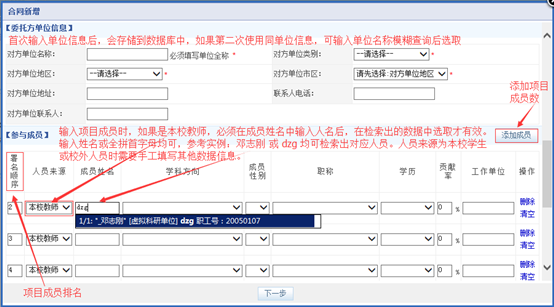 合同新增
【委托方单位信息】
首次输入单位信息后，会存储到数据库中，如果第二次使用同单位信息，可输入单位名称模糊查询后选取
对方单位名称： 必须填写单位全称 * 对方单位类别： --请选择-- *
对方单位地区： --请选择-- * 对方单位市区： 请先选择:对方单位地区 *
对方单位地址： 联系人电话：
对方单位联系人：
添加项目
成员数
【参与成员】
添加成员
输入项目成员时，如果是本校教师，必须在成员姓名中输入人名后，在检索出的数据中选取才有效。
输入姓名或全拼首字母均可，参考实例，邓志刚 或 dzg 均可检索出对应人员。人员来源为本校学生
或校外人员时需要手工填写其他数据信息。
署名顺序 人员来源 成员姓名 学科方向 成员性别 职称 学历 贡献率 工作单位 操作
2 本校教师 dzg 0 % 删除 清空
1/1: "_邓志刚" [虚拟科研单位] dzg 职工号：20050107
3 本校教师 0 % 删除 清空
4 本校教师 0 % 删除 清空
项目成员排名
下一步